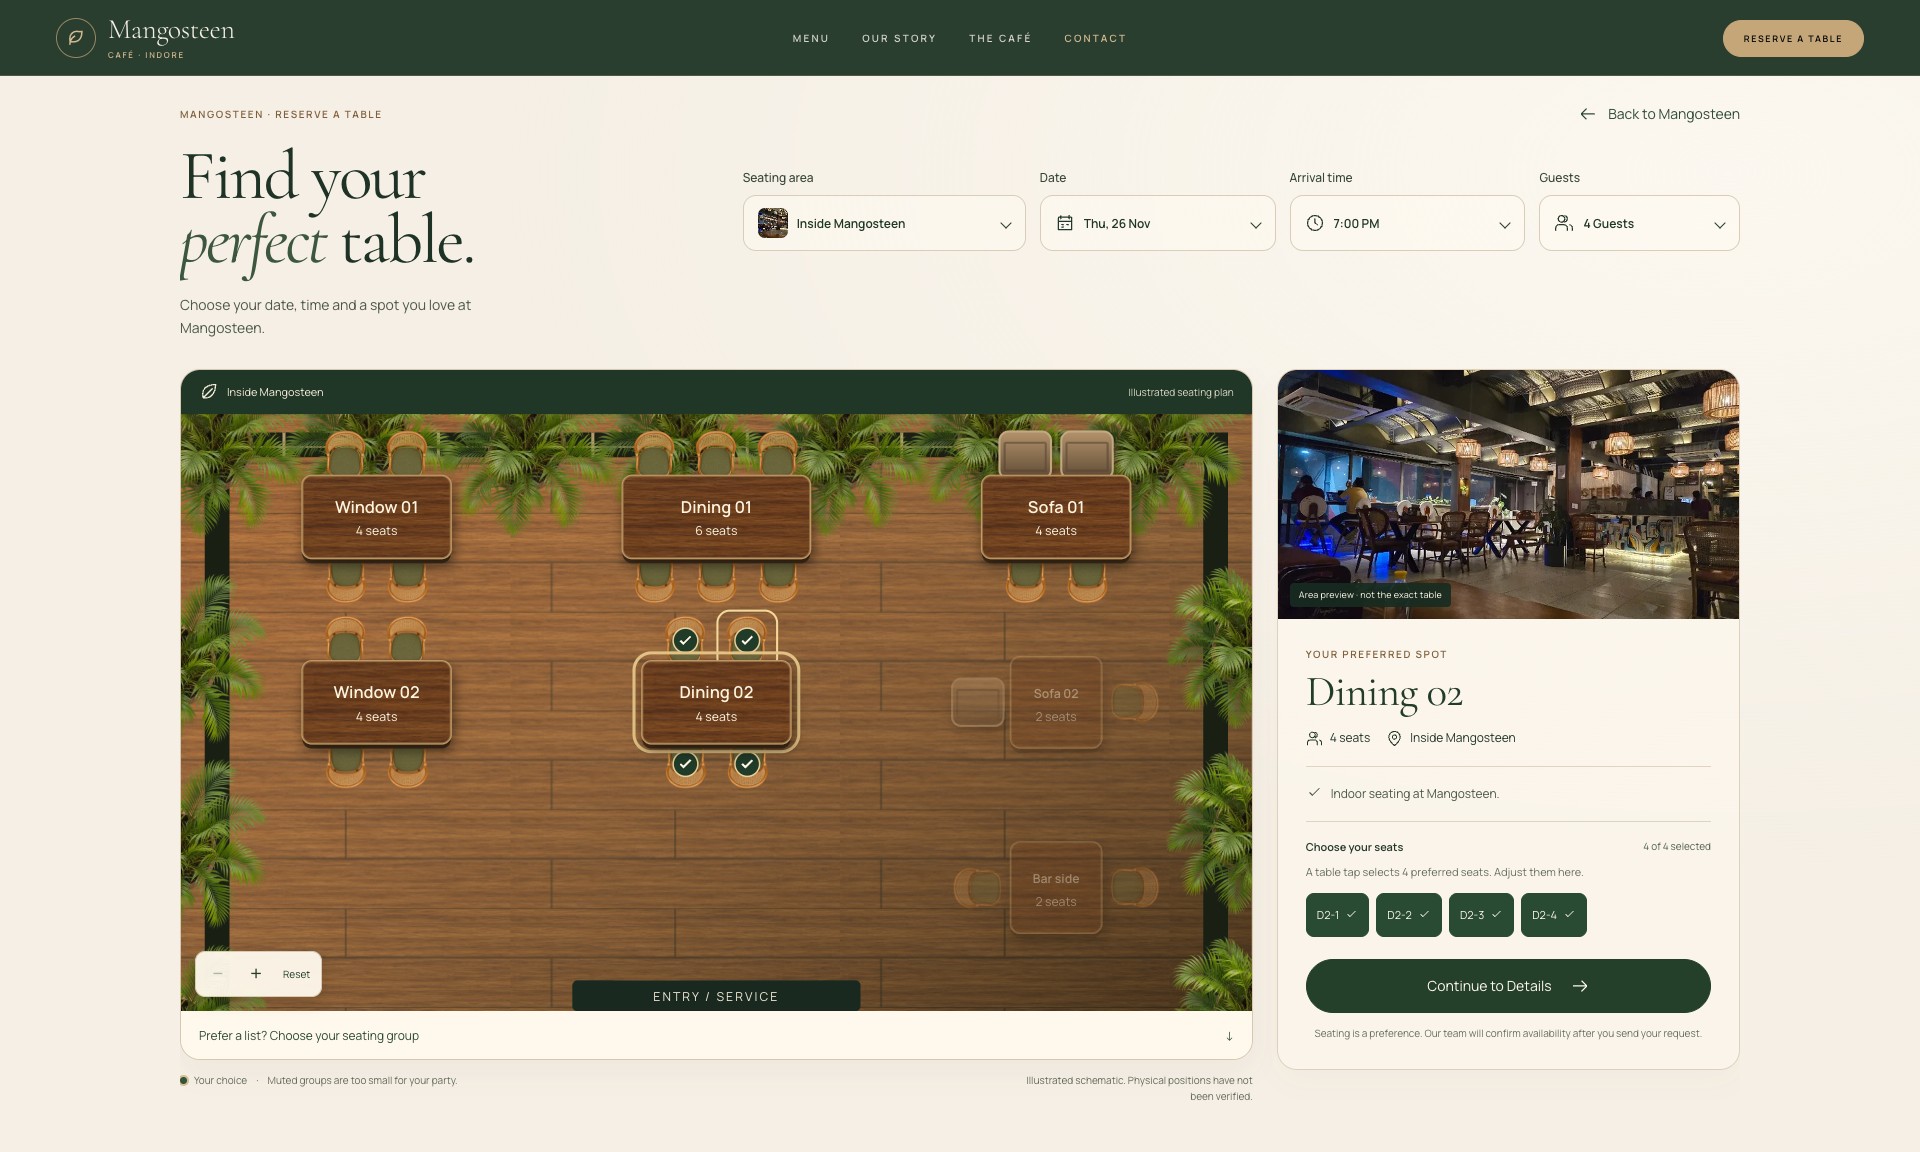 Mangosteen
CAFÉ · INDORE
MENU
OUR STORY
THE CAFÉ
CONTACT
RESERVE A TABLE
MANGOSTEEN · RESERVE A TABLE
Back to Mangosteen
Find your
perfect table.
Choose your date, time and a spot you love at
Mangosteen.
Seating area
Date
Arrival time
Guests
Inside Mangosteen
Thu, 26 Nov
7:00 PM
4 Guests
Inside Mangosteen
Illustrated seating plan
Window 01
4 seats
Dining 01
6 seats
Sofa 01
4 seats
Window 02
4 seats
Dining 02
4 seats
Sofa 02
2 seats
Bar side
2 seats
Reset
ENTRY / SERVICE
Prefer a list? Choose your seating group
Your choice · Muted groups are too small for your party.
Illustrated schematic. Physical positions have not
been verified.
Area preview · not the exact table
YOUR PREFERRED SPOT
Dining 02
4 seats
Inside Mangosteen
Indoor seating at Mangosteen.
Choose your seats
4 of 4 selected
A table tap selects 4 preferred seats. Adjust them here.
D2-1
D2-2
D2-3
D2-4
Continue to Details
Seating is a preference. Our team will confirm availability after you send your request.